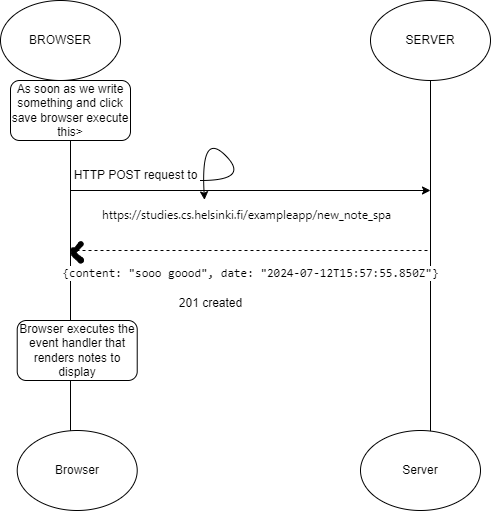 BROWSER
SERVER
As soon as we write
something and click
save browser execute
this>
HTTP POST request to
https://studies.cs.helsinki.fi/exampleapp/new_note_spa
{content: "sooo goood", date: "2024-07-12T15:57:55.850Z"}
201 created
Browser executes the
event handler that
renders notes to
display
Browser
Server